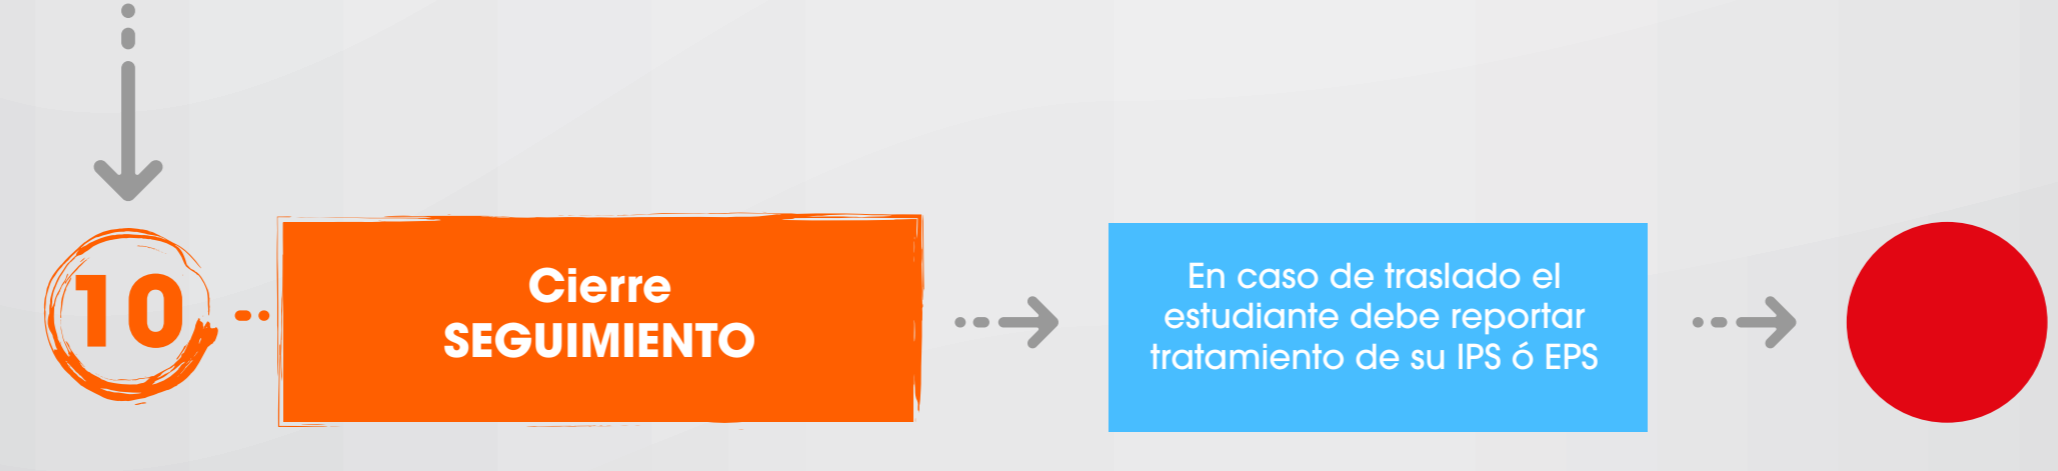 10
Cierre
SEGUIMIENTO
En caso de traslado el
estudiante debe reportar
tratamiento de su IPS ó EPS